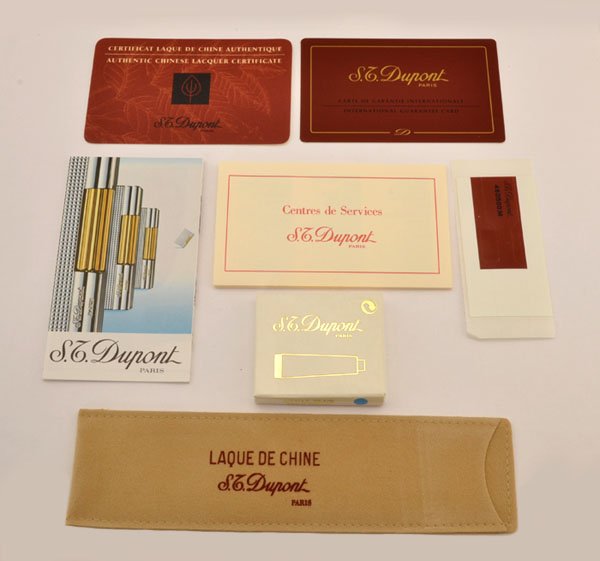 CERTIFICAT LAQUE DE CHINE AUTHENTIQUE
AUTHENTIC CHINESE LACQUER CERTIFICATE
S.T. Dupont
S.T. Dupont
PARIS
CARTE DE GARANTIE INTERNATIONALE
INTERNATIONAL GUARANTEE CARD
D
S.T. Dupont
PARIS
Centres de Services
S.T. Dupont
PARIS
S.T. Dupont
S.T. Dupont
PARIS
LAQUE DE CHINE
S.T. Dupont
PARIS